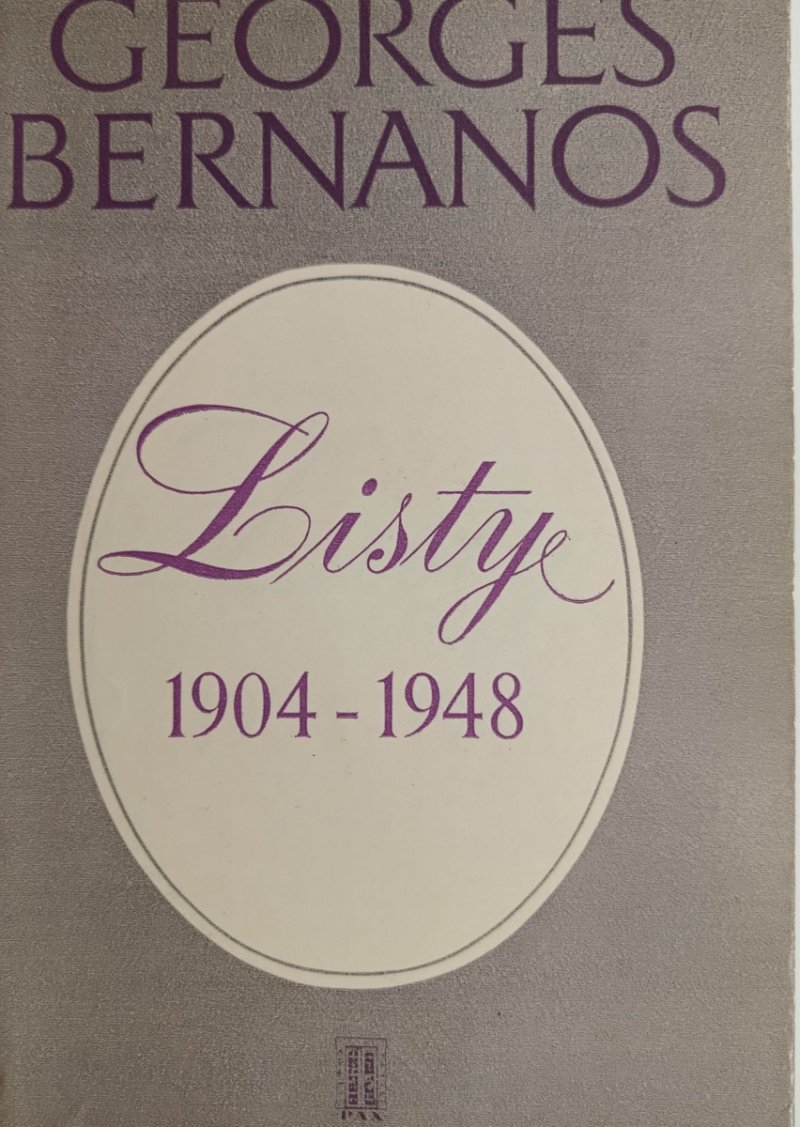 GEORGES
BERNANOS
Listy
1904-1948
PAX